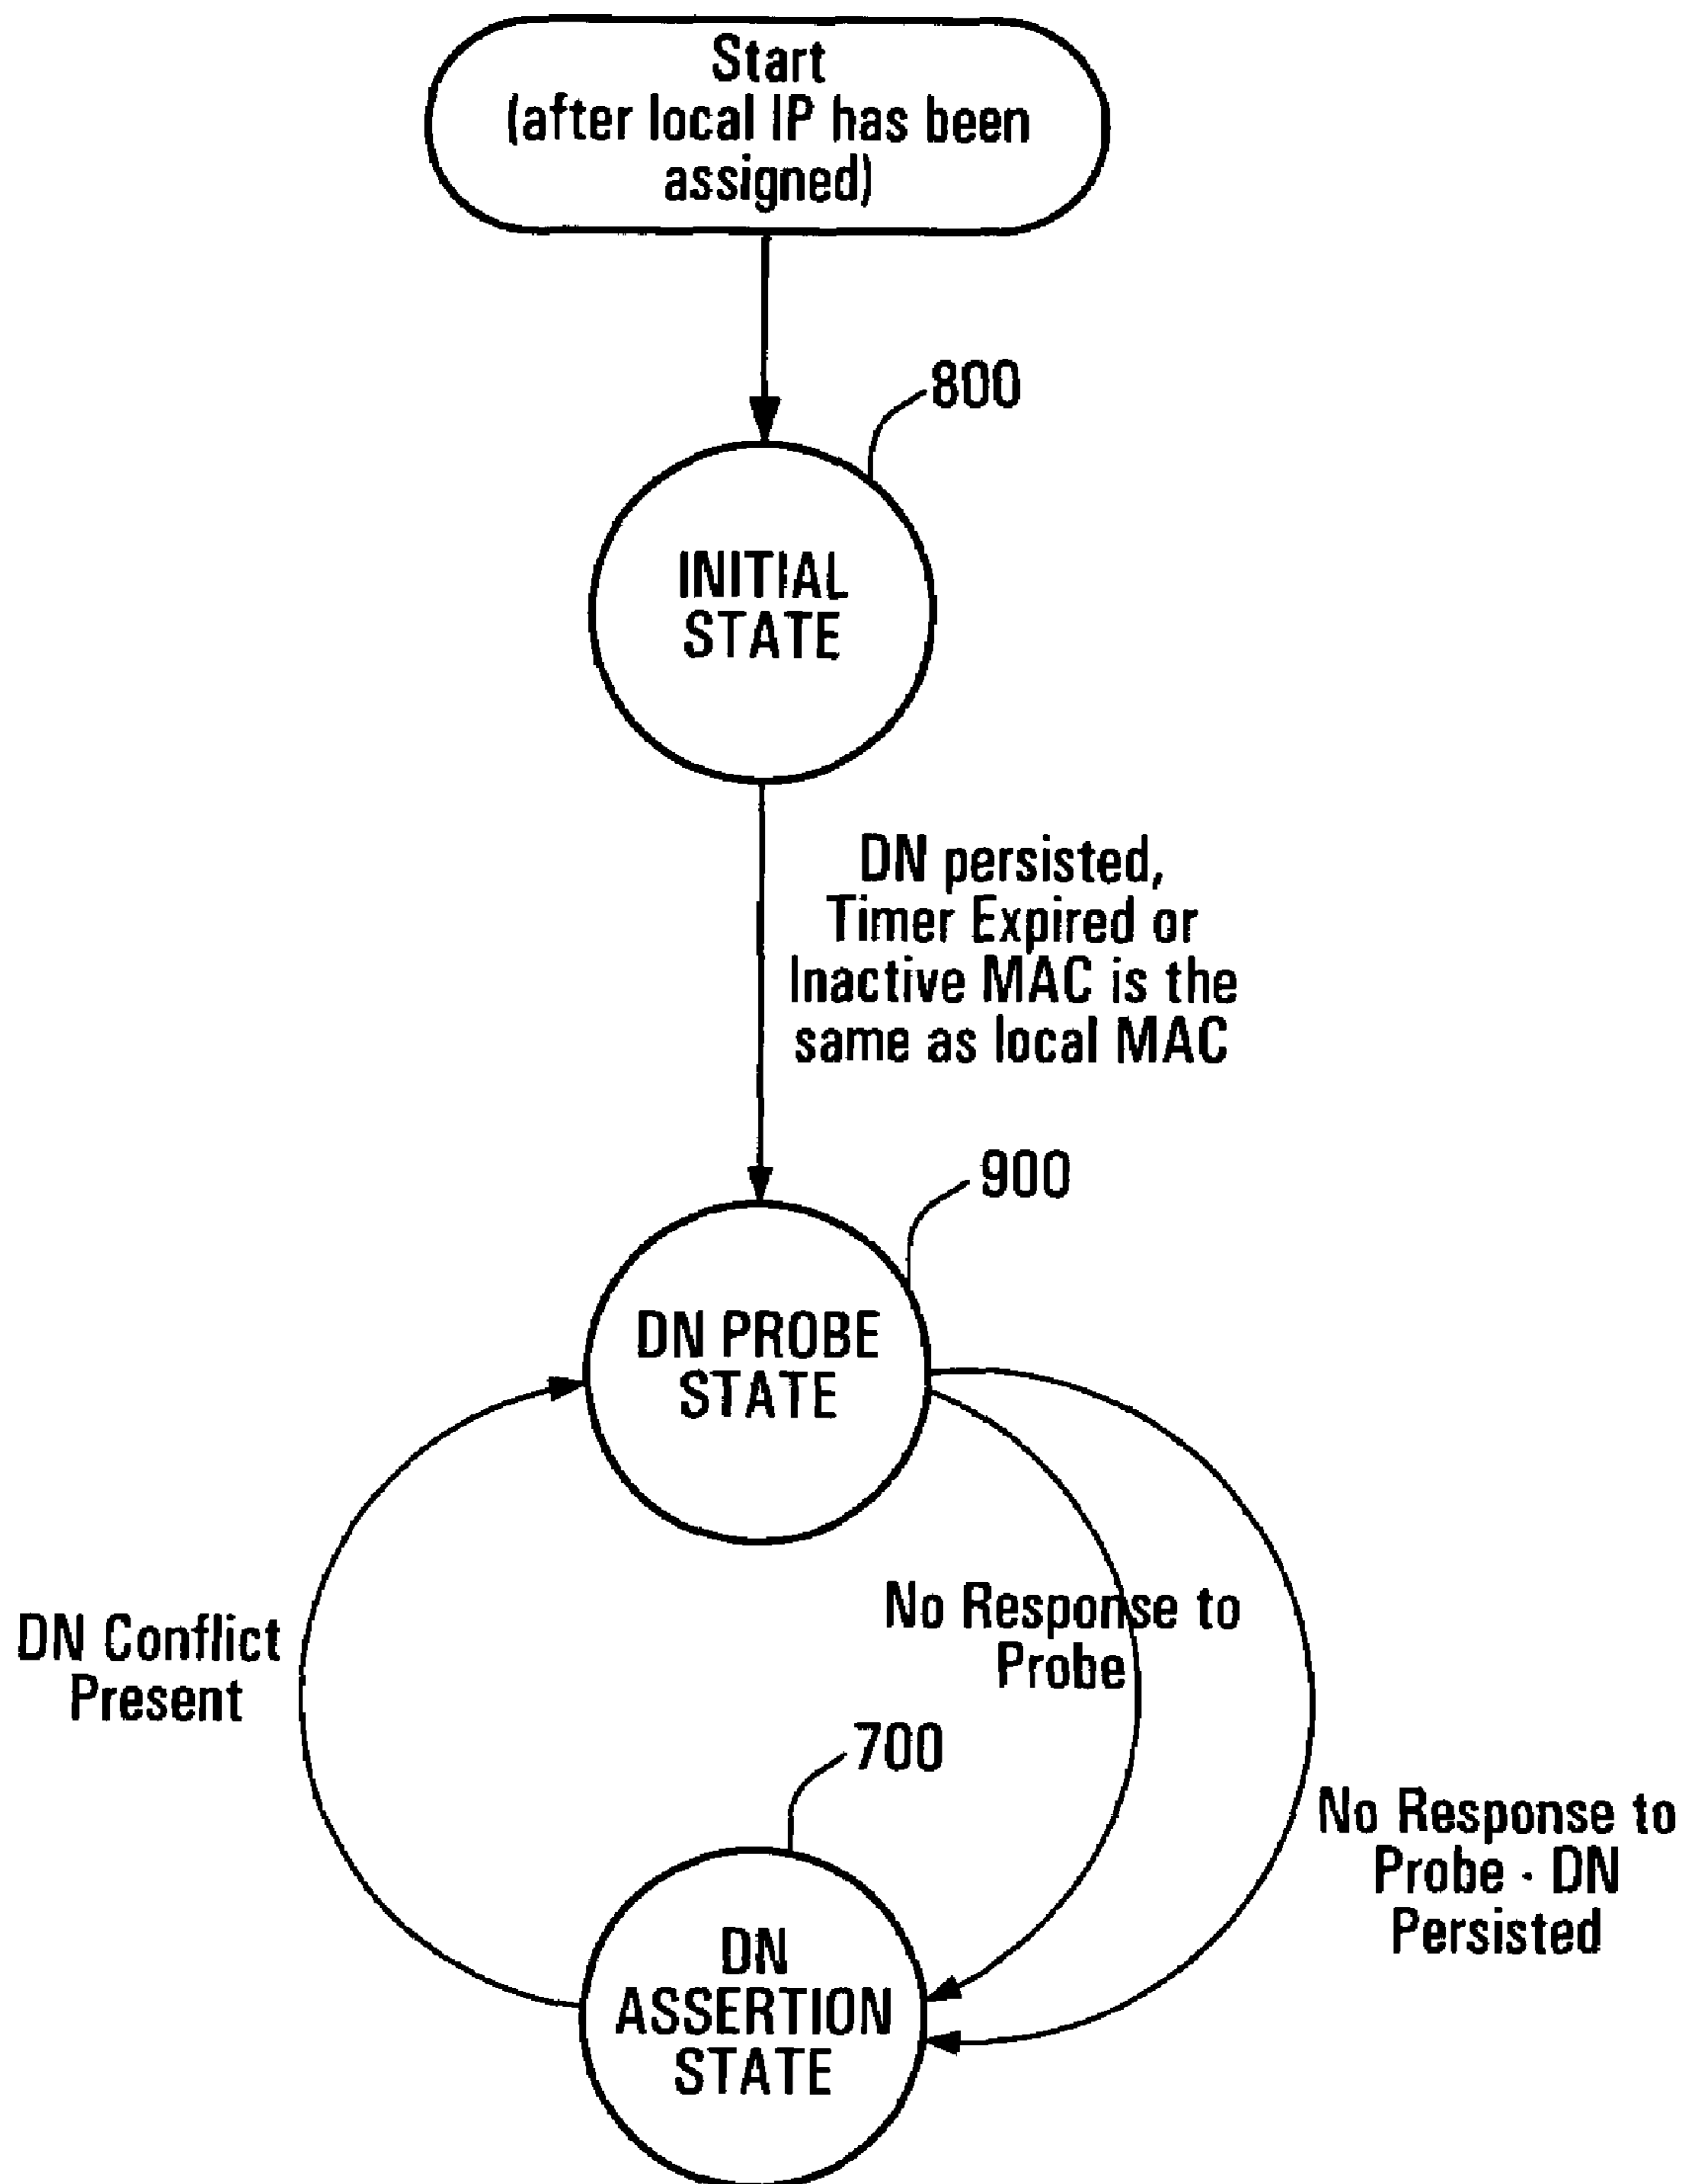 Start
(after local IP has been
assigned)
800
INITIAL
STATE
DN persisted,
Timer Expired or
Inactive MAC is the
same as local MAC
900
DN PROBE
STATE
No Response to
Probe
DN Conflict
Present
700
No Response to
Probe - DN
Persisted
DN
ASSERTION
STATE